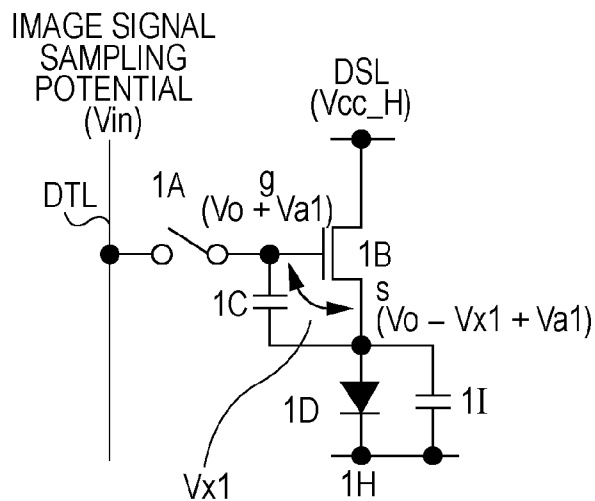 IMAGE SIGNAL
SAMPLING
POTENTIAL
(Vin)
DSL
(Vcc_H)
DTL
1A
g
(Vo + Va1)
1B
1C
s
(Vo – Vx1 + Va1)
1D
1I
Vx1
1H